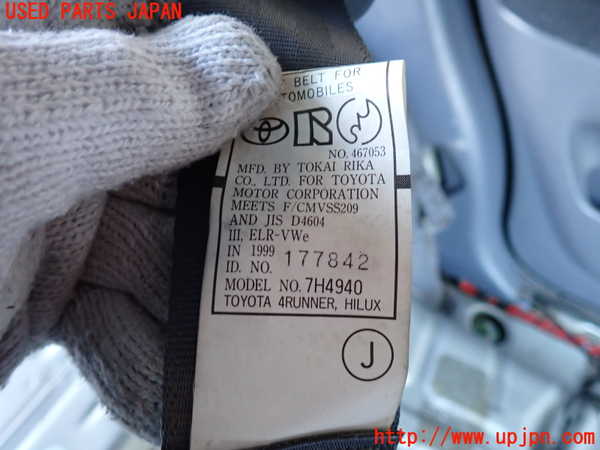 USED PARTS JAPAN
BELT FOR
NO. 467053
MFD. BY TOKAI RIKA
CO., LTD. FOR TOYOTA
MOTOR CORPORATION
MEETS F/CMVSS209
AND JIS D4604
III, ELR-VWe
IN 1999
ID. NO. 177842
MODEL NO. 7H4940
TOYOTA 4RUNNER, HILUX
J
http://www.upjpn.com/